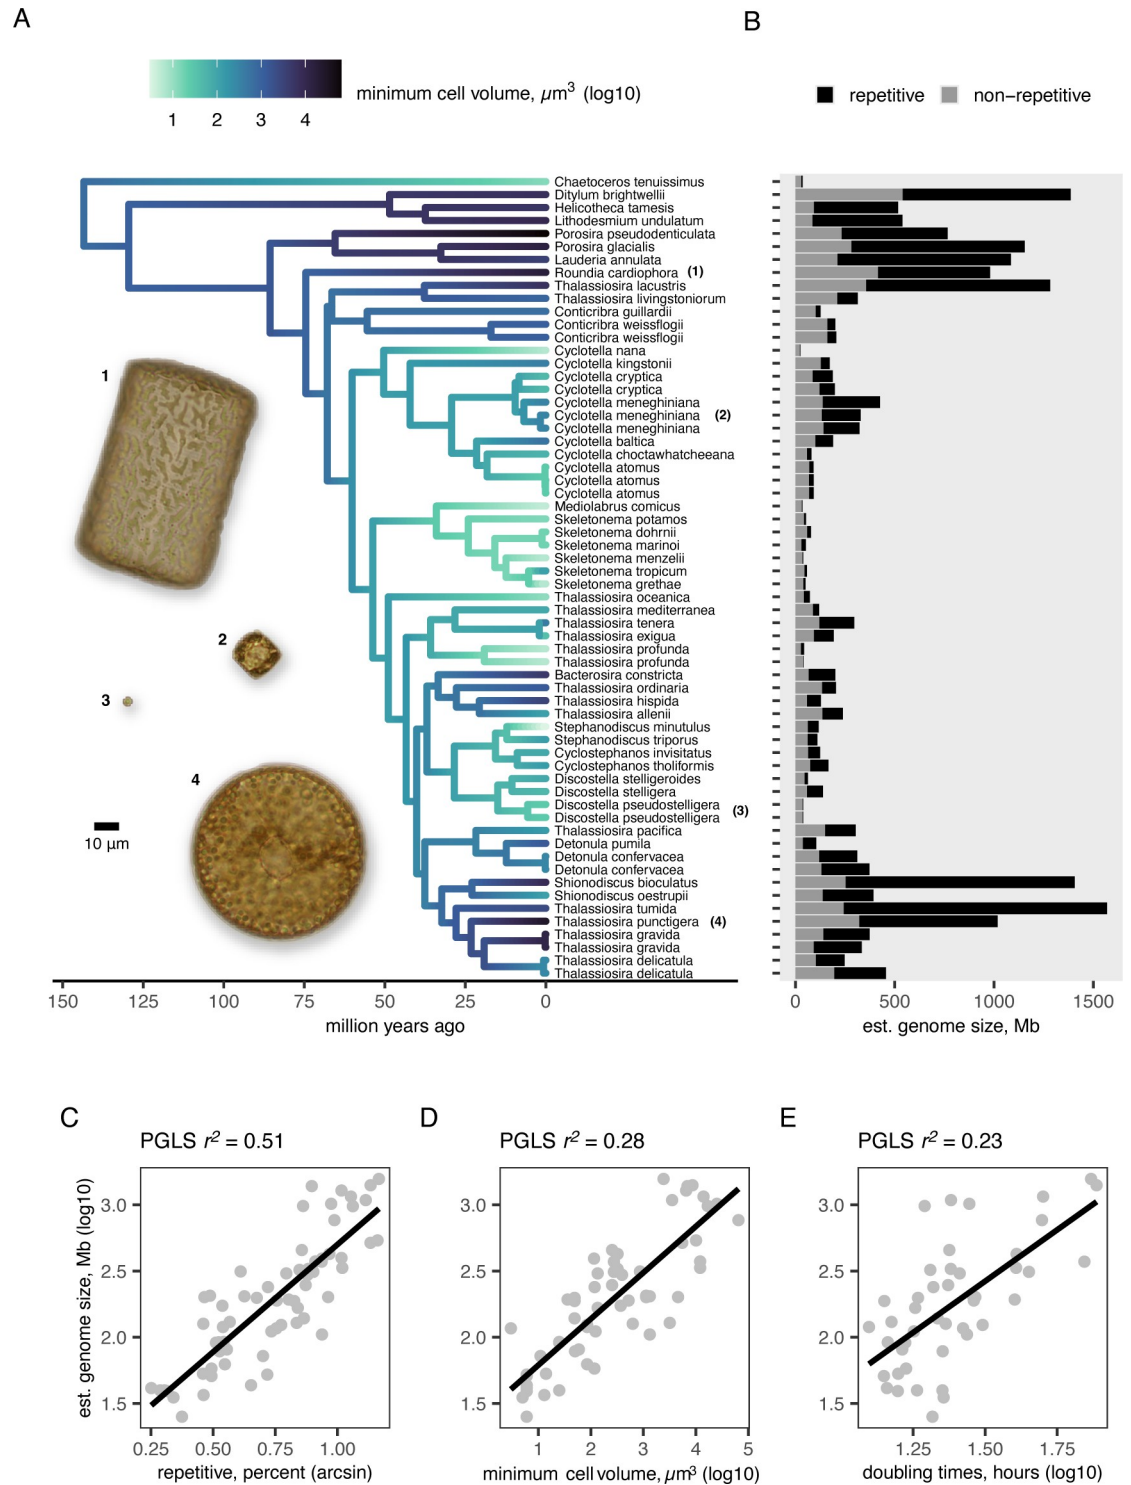 A
B
minimum cell volume, µm³ (log10)
1 2 3 4
repetitive non−repetitive
Chaetoceros tenuissimus
Ditylum brightwellii
Helicotheca tamesis
Lithodesmium undulatum
Porosira pseudodenticulata
Porosira glacialis
Lauderia annulata
Roundia cardiophora (1)
Thalassiosira lacustris
Thalassiosira livingstoniorum
Conticribra guillardii
Conticribra weissflogii
Conticribra weissflogii
Cyclotella nana
Cyclotella kingstonii
Cyclotella cryptica
Cyclotella cryptica
Cyclotella meneghiniana
Cyclotella meneghiniana (2)
Cyclotella meneghiniana
Cyclotella baltica
Cyclotella choctawhatcheeana
Cyclotella atomus
Cyclotella atomus
Cyclotella atomus
Mediolabrus comicus
Skeletonema potamos
Skeletonema dohrnii
Skeletonema marinoi
Skeletonema menzelii
Skeletonema tropicum
Skeletonema grethae
Thalassiosira oceanica
Thalassiosira mediterranea
Thalassiosira tenera
Thalassiosira exigua
Thalassiosira profunda
Thalassiosira profunda
Bacterosira constricta
Thalassiosira ordinaria
Thalassiosira hispida
Thalassiosira allenii
Stephanodiscus minutulus
Stephanodiscus triporus
Cyclostephanos invisitatus
Cyclostephanos tholiformis
Discostella stelligeroides
Discostella stelligera
Discostella pseudostelligera
Discostella pseudostelligera (3)
Thalassiosira pacifica
Detonula pumila
Detonula confervacea
Detonula confervacea
Shionodiscus bioculatus
Shionodiscus oestrupii
Thalassiosira tumida
Thalassiosira punctigera (4)
Thalassiosira gravida
Thalassiosira gravida
Thalassiosira delicatula
Thalassiosira delicatula
1
2
3
4
10 µm
150 125 100 75 50 25 0
million years ago
0 500 1000 1500
est. genome size, Mb
C
PGLS r² = 0.51
est. genome size, Mb (log10)
3.0
2.5
2.0
1.5
0.25 0.50 0.75 1.00
repetitive, percent (arcsin)
D
PGLS r² = 0.28
3.0
2.5
2.0
1.5
1 2 3 4 5
minimum cell volume, µm³ (log10)
E
PGLS r² = 0.23
3.0
2.5
2.0
1.5
1.25 1.50 1.75
doubling times, hours (log10)